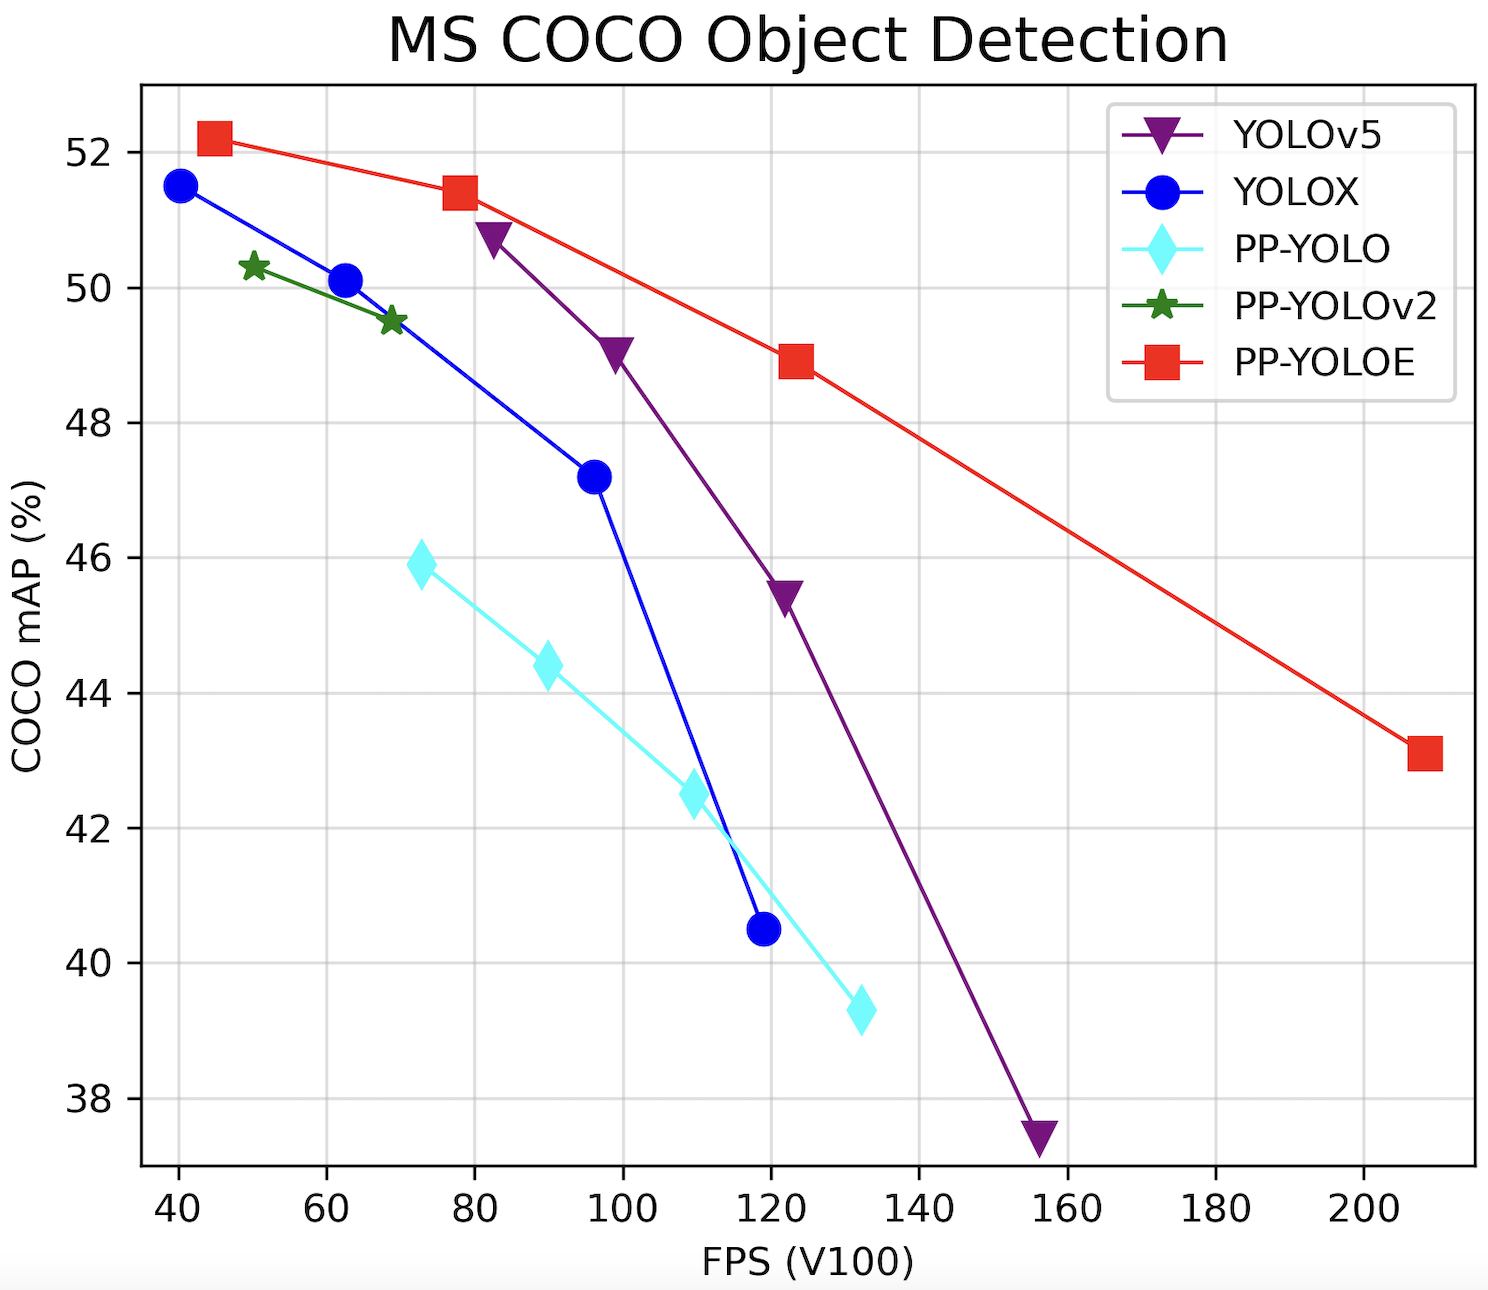 MS COCO Object Detection
YOLOv5
YOLOX
PP-YOLO
PP-YOLOv2
PP-YOLOE
COCO mAP (%)
52
50
48
46
44
42
40
38
40 60 80 100 120 140 160 180 200
FPS (V100)